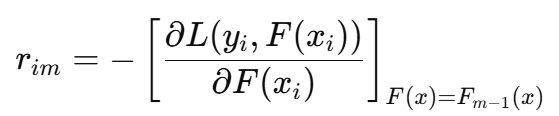 r_{im} = - \left[ \frac{\partial L(y_i, F(x_i))}{\partial F(x_i)} \right]_{F(x)=F_{m-1}(x)}